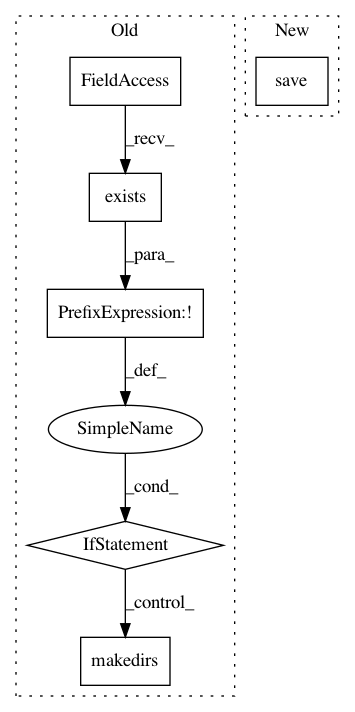 Old
New
FieldAccess
save
_recv_
exists
_para_
PrefixExpression:!
_def_
SimpleName
_cond_
IfStatement
_control_
makedirs